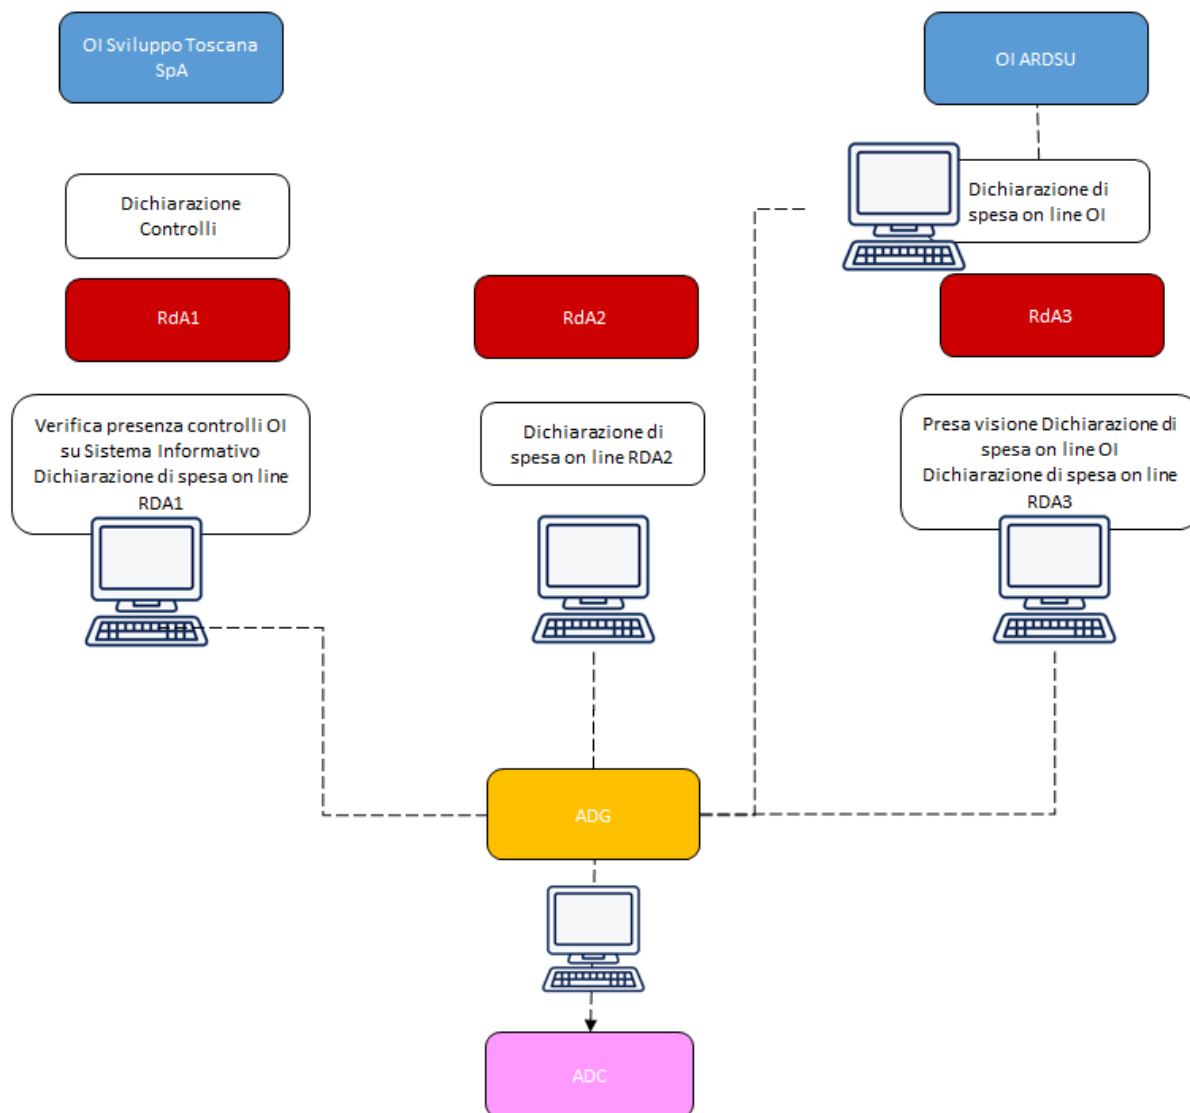 OI Sviluppo Toscana
SpA
OI ARDSU
Dichiarazione
Controlli
Dichiarazione di
spesa on line OI
RdA1
RdA2
RdA3
Verifica presenza controlli OI
su Sistema Informativo
Dichiarazione di spesa on line
RDA1
Dichiarazione di
spesa on line RDA2
Presa visione Dichiarazione di
spesa on line OI
Dichiarazione di spesa on line
RDA3
ADG
ADC